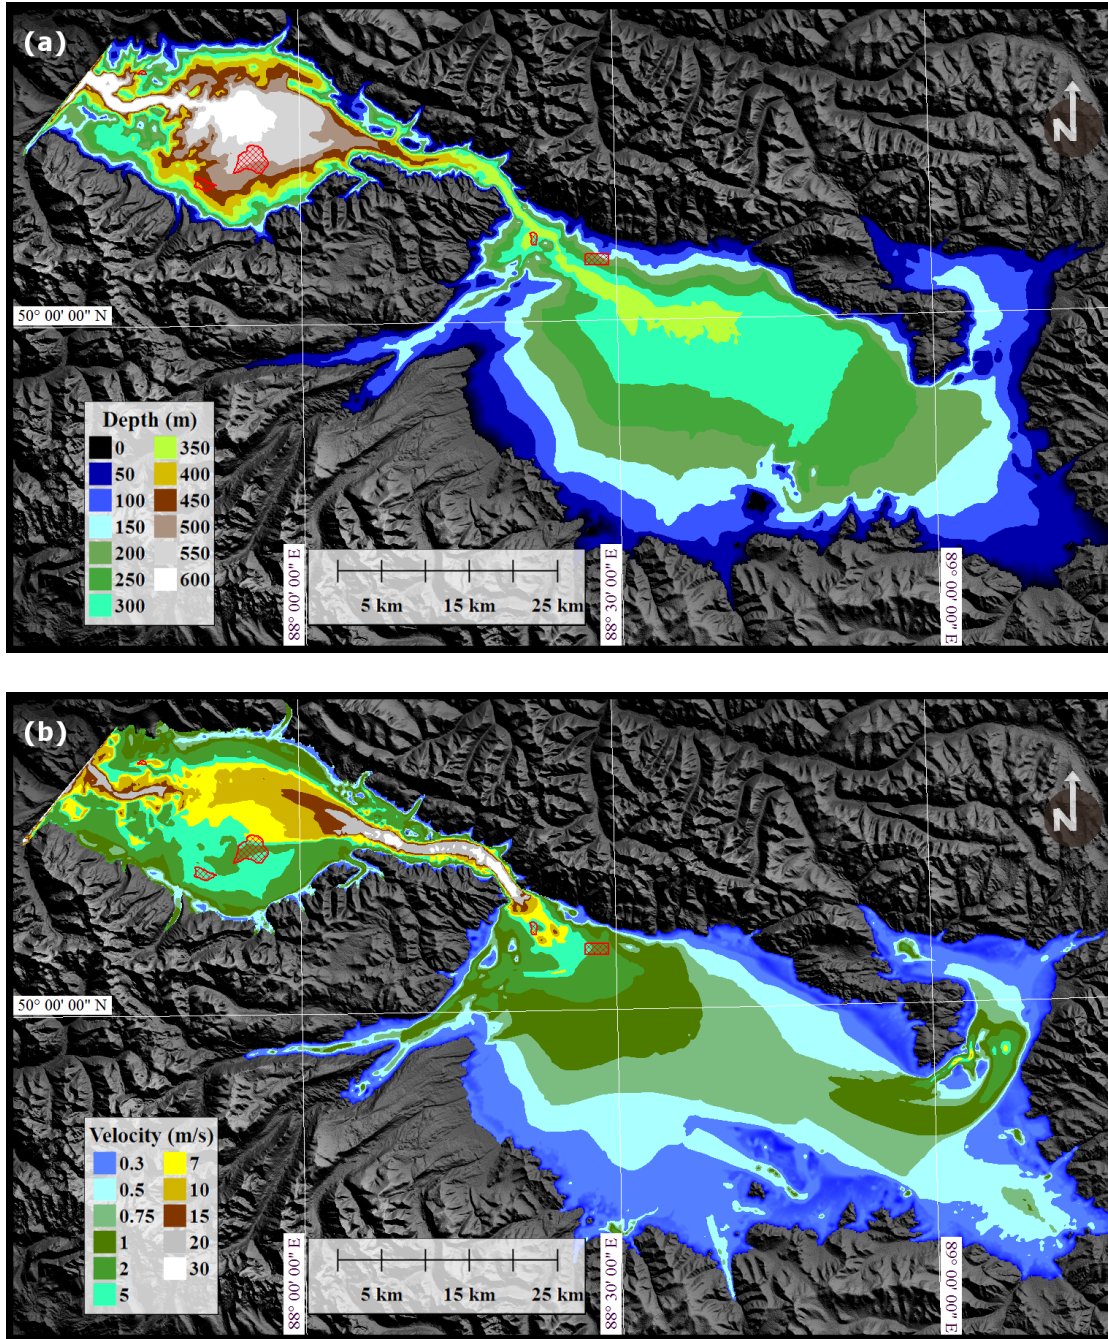 (a)
N
50° 00' 00" N
Depth (m)
0 350
50 400
100 450
150 500
200 550
250 600
300
88° 00' 00" E
5 km 15 km 25 km
88° 30' 00" E
89° 00' 00" E
(b)
N
50° 00' 00" N
Velocity (m/s)
0.3 7
0.5 10
0.75 15
1 20
2 30
5
88° 00' 00" E
5 km 15 km 25 km
88° 30' 00" E
89° 00' 00" E